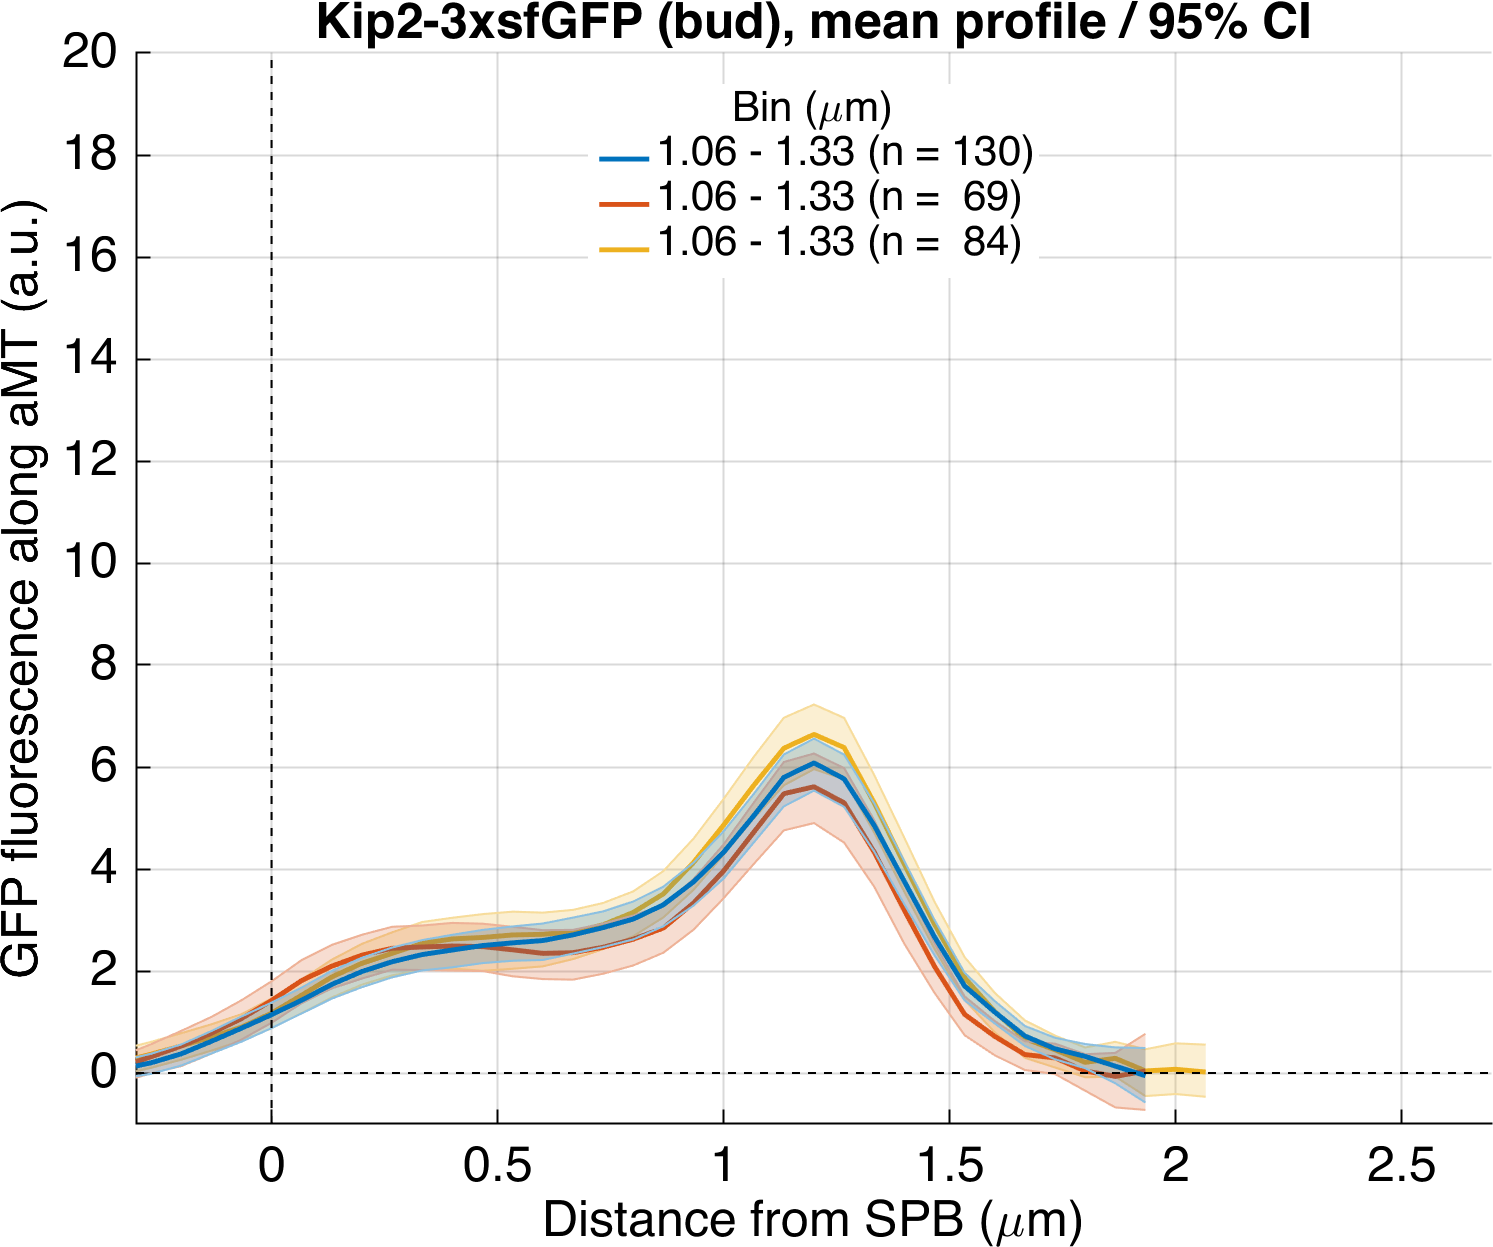 Kip2-3xsfGFP (bud), mean profile / 95% CI
GFP fluorescence along aMT (a.u.)
20
18
16
14
12
10
8
6
4
2
0
Bin (μm)
1.06 - 1.33 (n = 130)
1.06 - 1.33 (n = 69)
1.06 - 1.33 (n = 84)
0 0.5 1 1.5 2 2.5
Distance from SPB (μm)